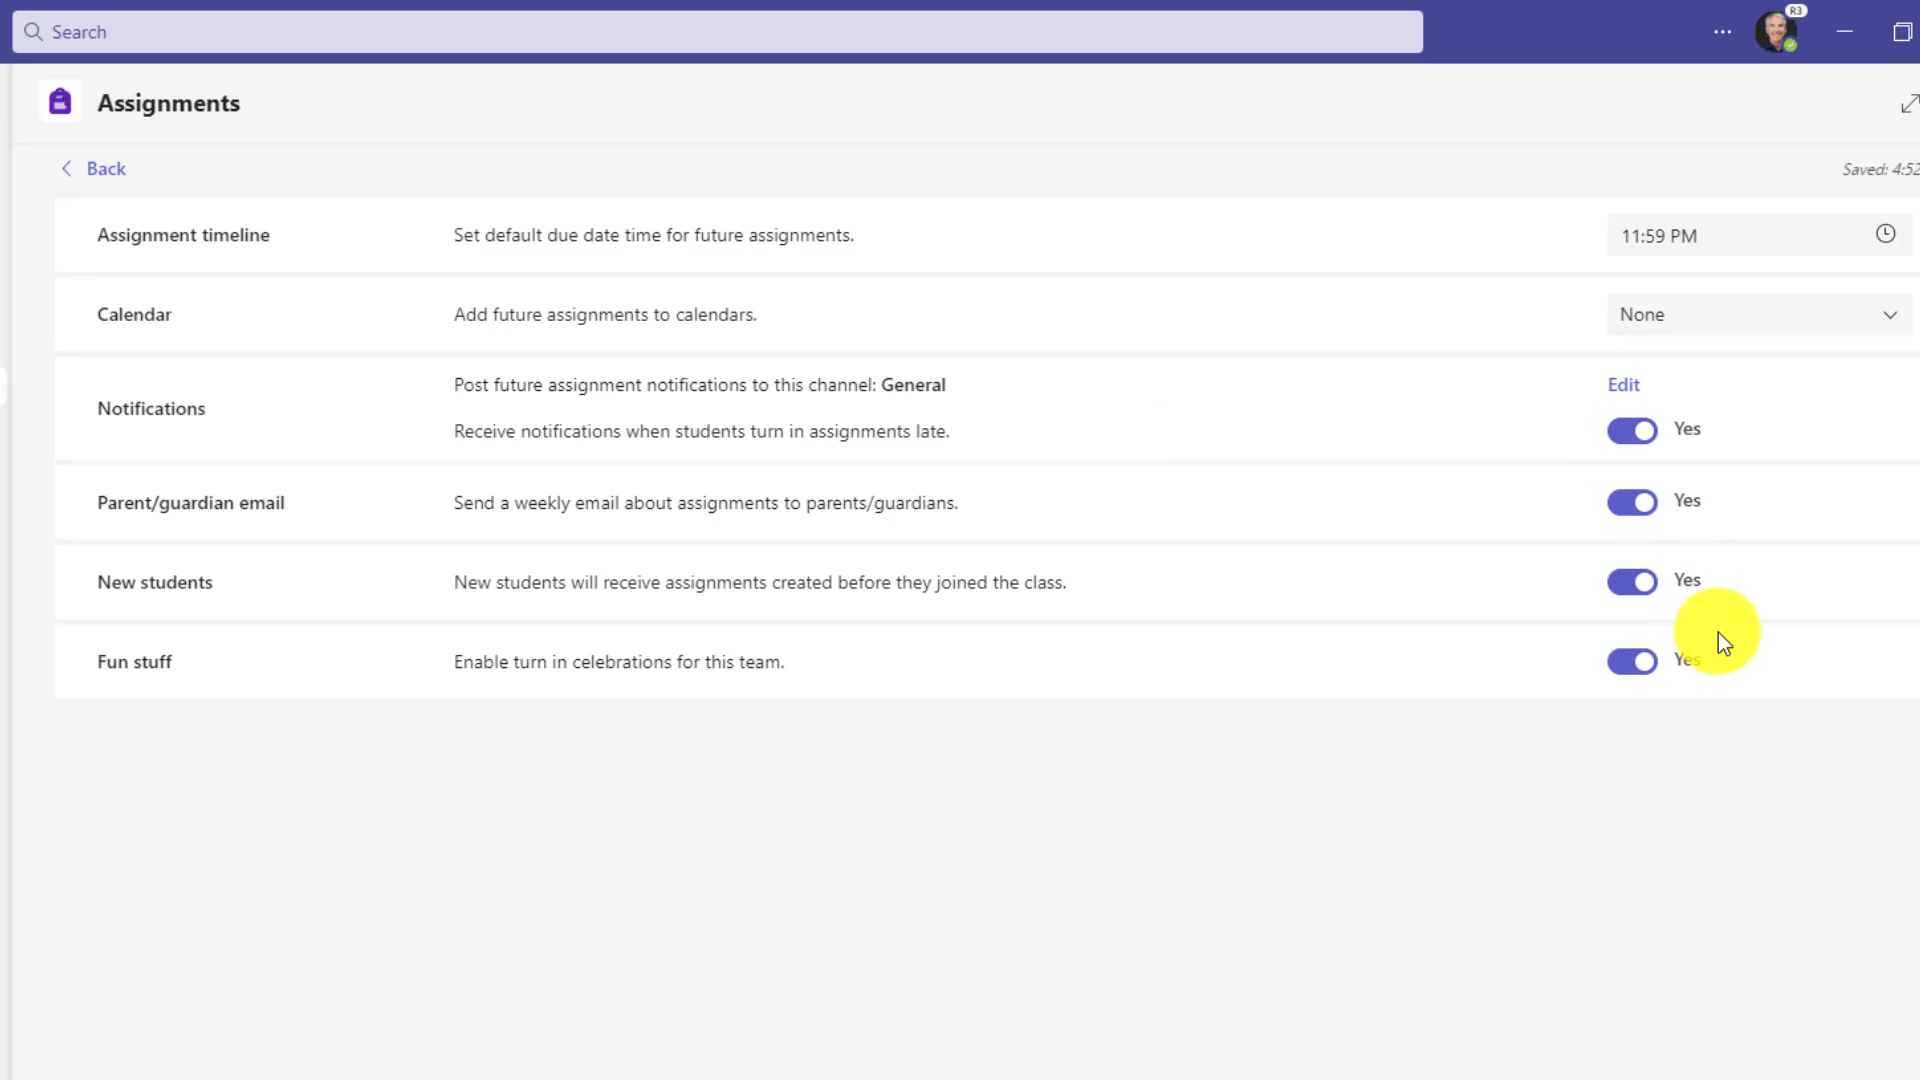 Search
R3
Assignments
Back
Saved: 4:52
Assignment timeline
Set default due date time for future assignments.
11:59 PM
Calendar
Add future assignments to calendars.
None
Notifications
Post future assignment notifications to this channel: General
Edit
Receive notifications when students turn in assignments late.
Yes
Parent/guardian email
Send a weekly email about assignments to parents/guardians.
Yes
New students
New students will receive assignments created before they joined the class.
Yes
Fun stuff
Enable turn in celebrations for this team.
Yes